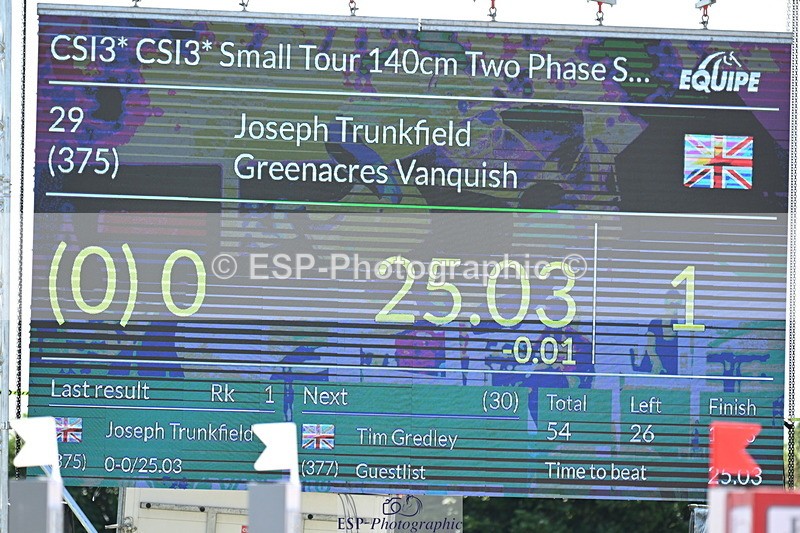 CSI3* CSI3* Small Tour 140cm Two Phase S...
EQUIPE
29 Joseph Trunkfield
(375) Greenacres Vanquish
(0) 0 25.03 1
© ESP-Photographic ©
-0.01
Last result Rk 1 Next (30) Total Left Finish
Joseph Trunkfield Tim Gredley 54 26
375) 0-0/25.03 (377) Guestlist Time to beat 25.03
ESP-Photographic